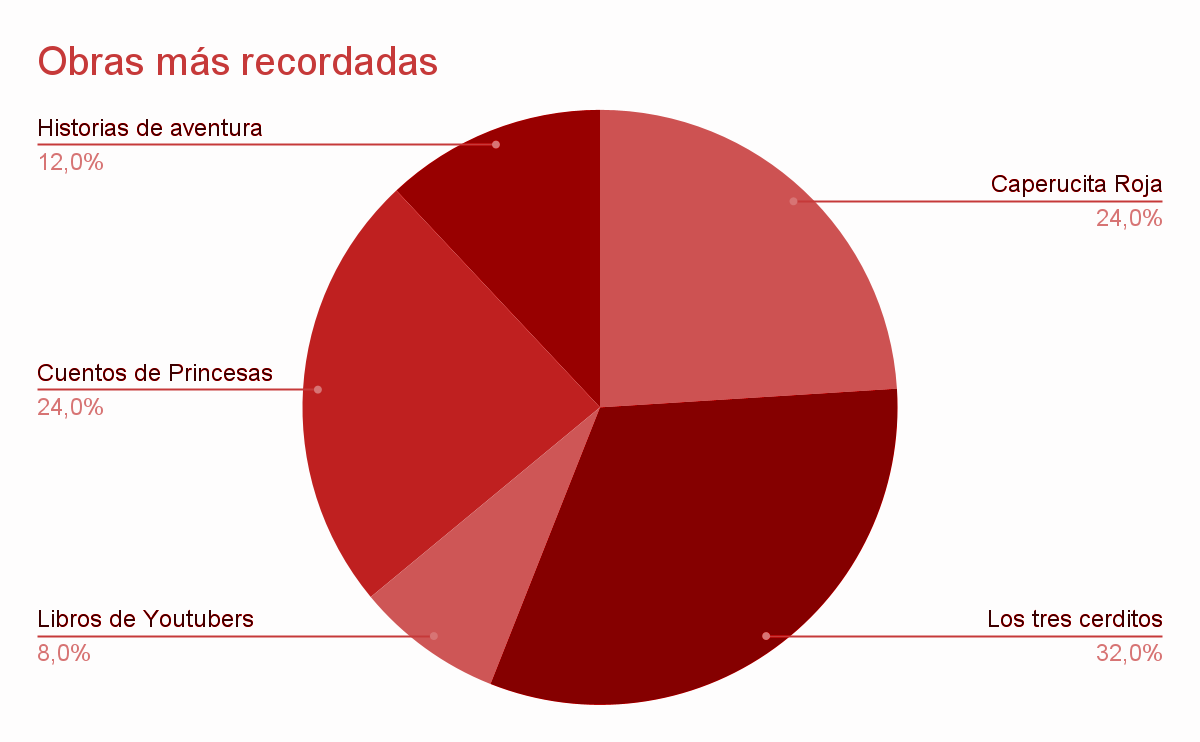 Obras más recordadas
Historias de aventura
12,0%
Caperucita Roja
24,0%
Cuentos de Princesas
24,0%
Libros de Youtubers
8,0%
Los tres cerditos
32,0%